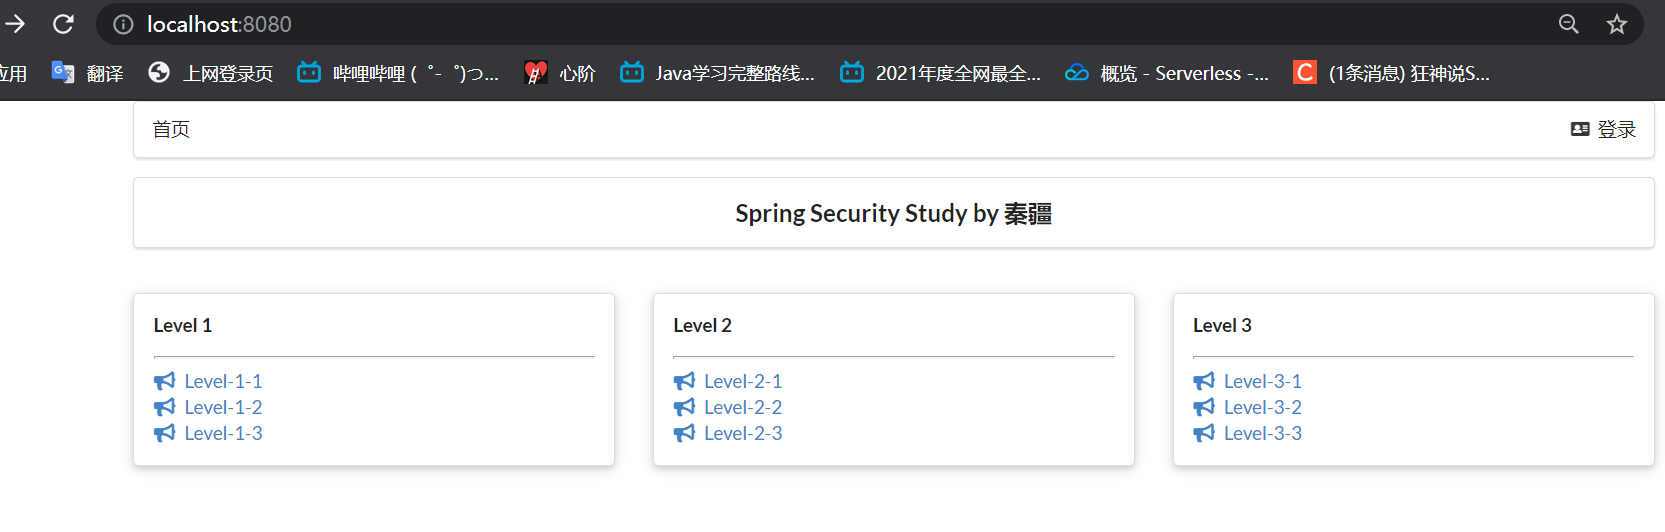 localhost:8080
应用 翻译 上网登录页 哔哩哔哩 (゜-゜)つ... 心阶 Java学习完整路线... 2021年度全网最全... 概览 - Serverless -... (1条消息) 狂神说S...
首页 登录
Spring Security Study by 秦疆
Level 1
Level-1-1
Level-1-2
Level-1-3
Level 2
Level-2-1
Level-2-2
Level-2-3
Level 3
Level-3-1
Level-3-2
Level-3-3